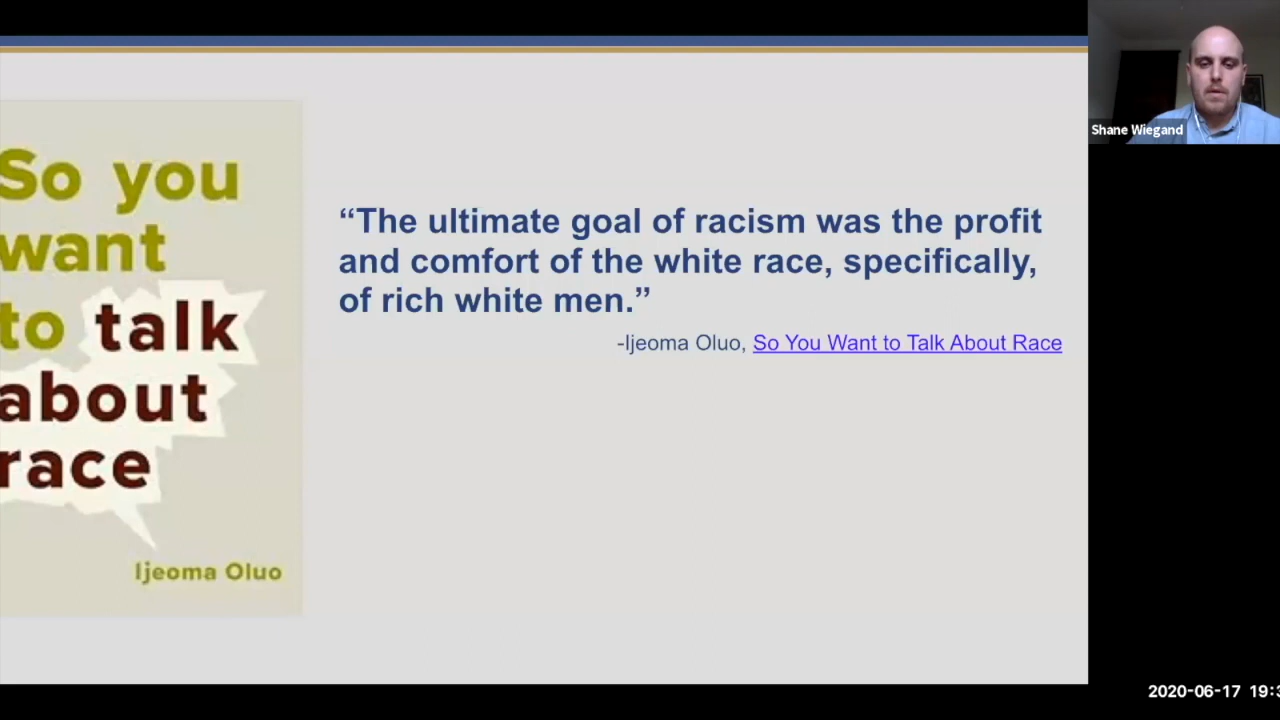 So you
want
to talk
about
race
Ijeoma Oluo
“The ultimate goal of racism was the profit
and comfort of the white race, specifically,
of rich white men.”
-Ijeoma Oluo, So You Want to Talk About Race
Shane Wiegand
2020-06-17 19:3